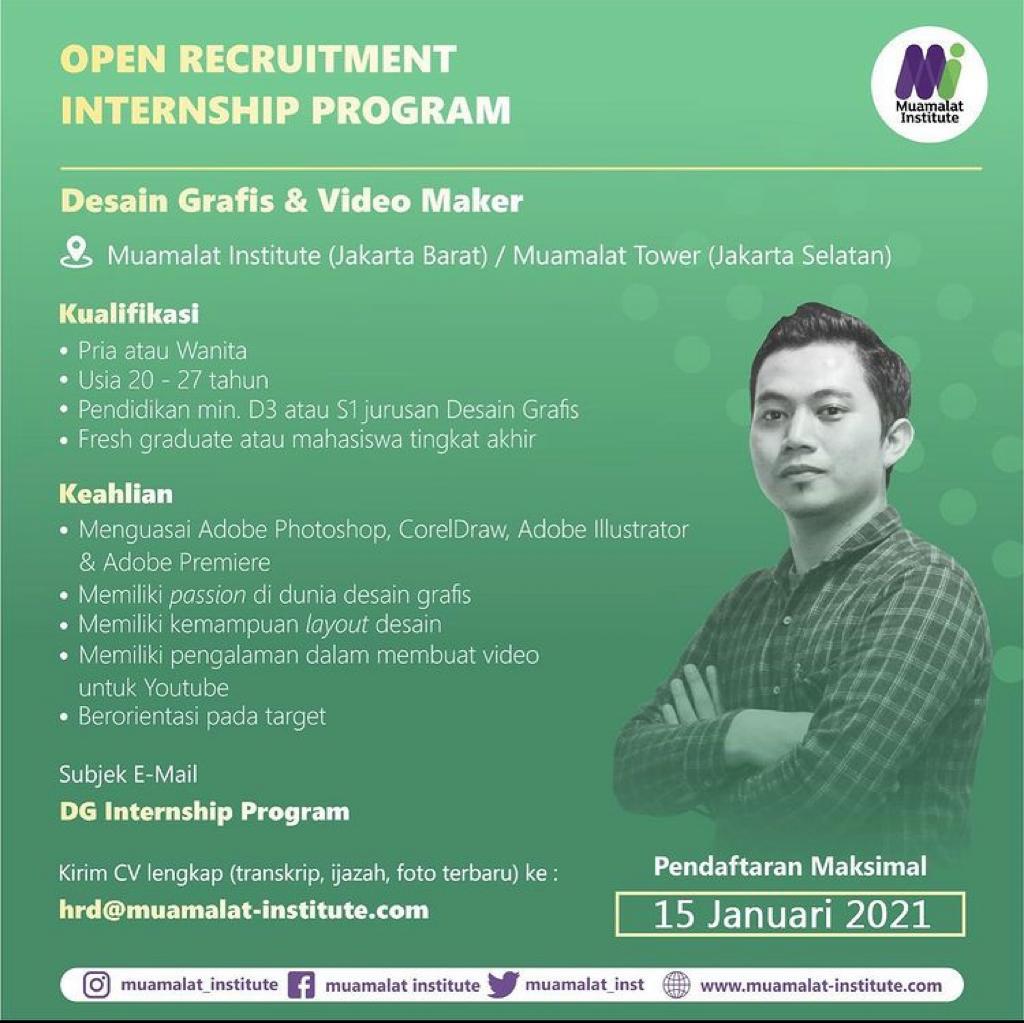 OPEN RECRUITMENT
INTERNSHIP PROGRAM
Muamalat
Institute
Desain Grafis & Video Maker
Muamalat Institute (Jakarta Barat) / Muamalat Tower (Jakarta Selatan)
Kualifikasi
• Pria atau Wanita
• Usia 20 - 27 tahun
• Pendidikan min. D3 atau S1 jurusan Desain Grafis
• Fresh graduate atau mahasiswa tingkat akhir
Keahlian
• Menguasai Adobe Photoshop, CorelDraw, Adobe Illustrator
& Adobe Premiere
• Memiliki passion di dunia desain grafis
• Memiliki kemampuan layout desain
• Memiliki pengalaman dalam membuat video
untuk Youtube
• Berorientasi pada target
Subjek E-Mail
DG Internship Program
Kirim CV lengkap (transkrip, ijazah, foto terbaru) ke :
hrd@muamalat-institute.com
Pendaftaran Maksimal
15 Januari 2021
muamalat_institute muamalat institute muamalat_inst www.muamalat-institute.com